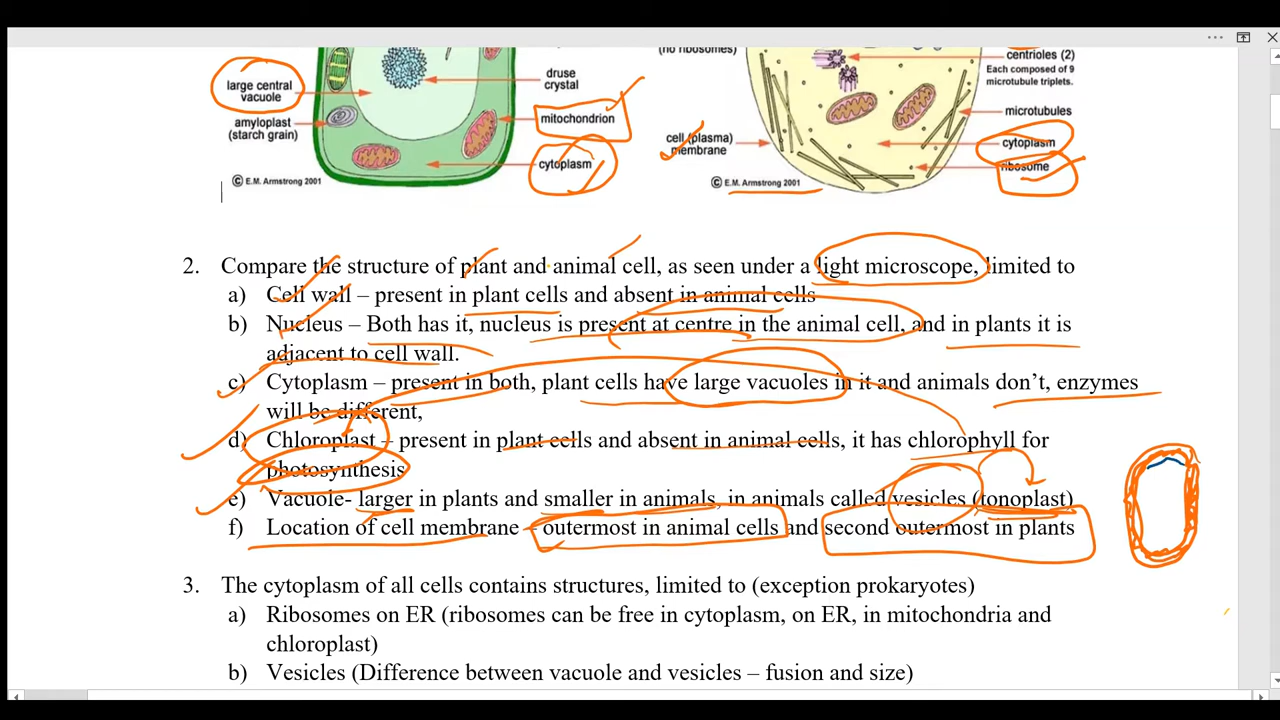 (no ribosomes)
centrioles (2)
Each composed of 9
microtubule triplets.
large central
vacuole
druse
crystal
amyloplast
(starch grain)
mitochondrion
microtubules
cell (plasma)
membrane
cytoplasm
cytoplasm
ribosome
© E.M. Armstrong 2001
© E.M. Armstrong 2001
2. Compare the structure of plant and animal cell, as seen under a light microscope, limited to
a) Cell wall – present in plant cells and absent in animal cells
b) Nucleus – Both has it, nucleus is present at centre in the animal cell, and in plants it is
adjacent to cell wall.
c) Cytoplasm – present in both, plant cells have large vacuoles in it and animals don't, enzymes
will be different,
d) Chloroplast – present in plant cells and absent in animal cells, it has chlorophyll for
photosynthesis
e) Vacuole- larger in plants and smaller in animals, in animals called vesicles (tonoplast)
f) Location of cell membrane – outermost in animal cells and second outermost in plants
3. The cytoplasm of all cells contains structures, limited to (exception prokaryotes)
a) Ribosomes on ER (ribosomes can be free in cytoplasm, on ER, in mitochondria and
chloroplast)
b) Vesicles (Difference between vacuole and vesicles – fusion and size)